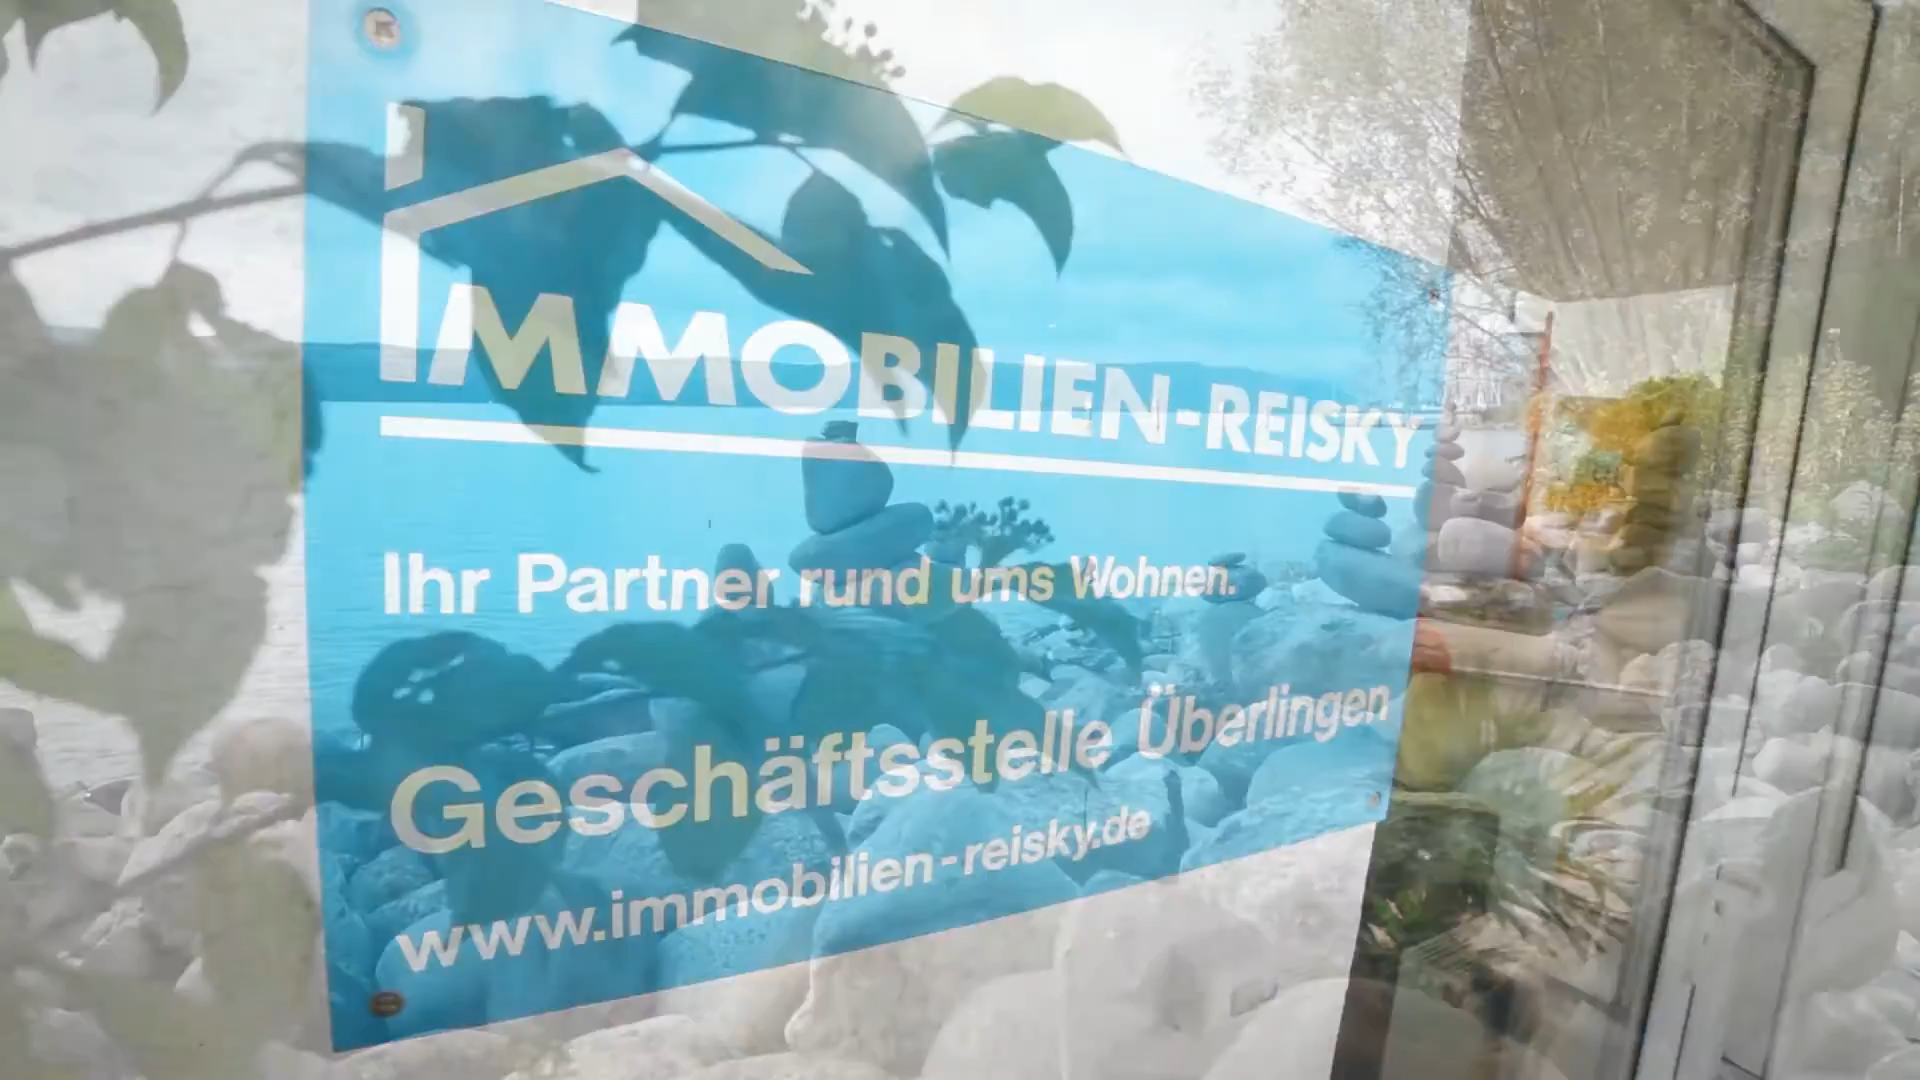 IMMOBILIEN-REISKY
Ihr Partner rund ums Wohnen.
Geschäftsstelle Überlingen
www.immobilien-reisky.de